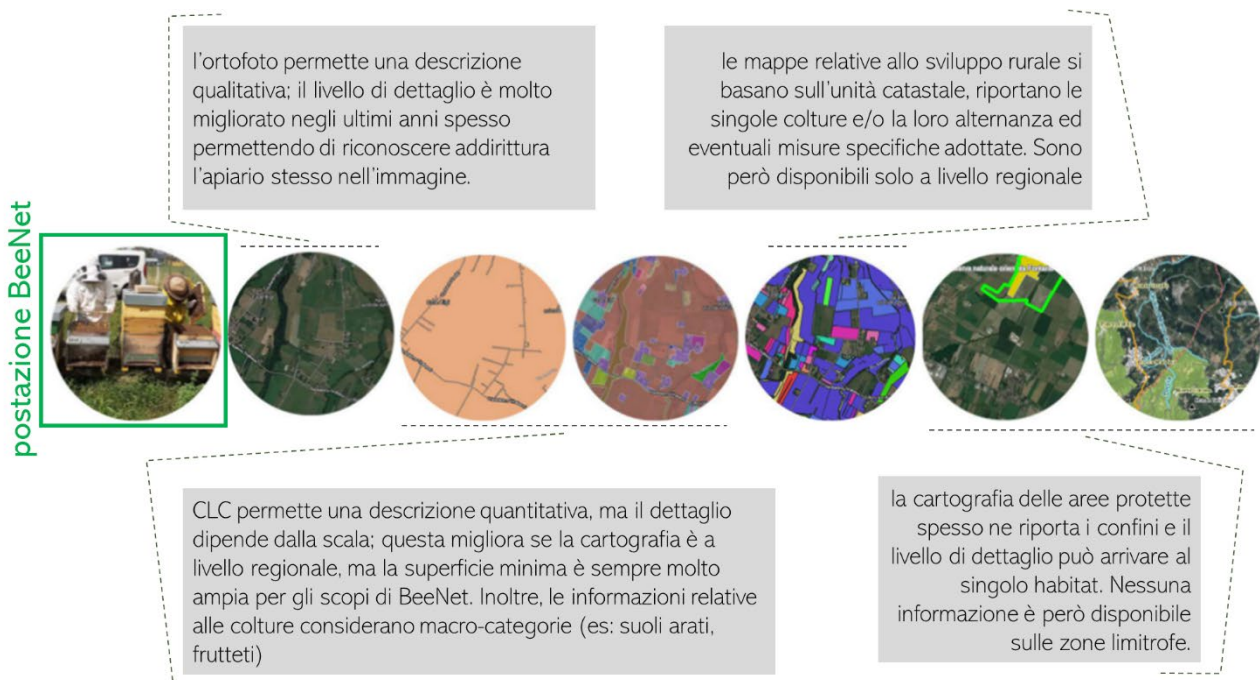 l'ortofoto permette una descrizione
qualitativa; il livello di dettaglio è molto
migliorato negli ultimi anni spesso
permettendo di riconoscere addirittura
l'apiario stesso nell'immagine.
le mappe relative allo sviluppo rurale si
basano sull'unità catastale, riportano le
singole colture e/o la loro alternanza ed
eventuali misure specifiche adottate. Sono
però disponibili solo a livello regionale
postazione BeeNet
CLC permette una descrizione quantitativa, ma il dettaglio
dipende dalla scala; questa migliora se la cartografia è a
livello regionale, ma la superficie minima è sempre molto
ampia per gli scopi di BeeNet. Inoltre, le informazioni relative
alle colture considerano macro-categorie (es: suoli arati,
frutteti)
la cartografia delle aree protette
spesso ne riporta i confini e il
livello di dettaglio può arrivare al
singolo habitat. Nessuna
informazione è però disponibile
sulle zone limitrofe.